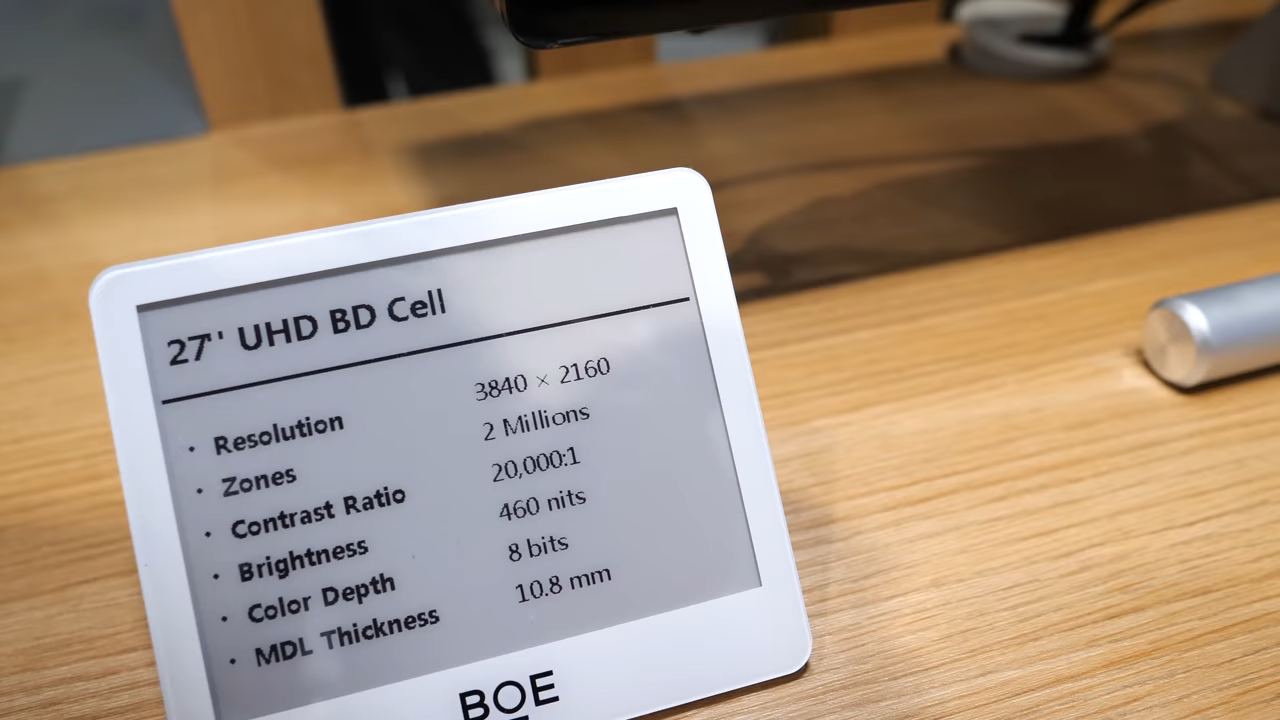 27'' UHD BD Cell
• Resolution 3840 × 2160
• Zones 2 Millions
• Contrast Ratio 20,000:1
• Brightness 460 nits
• Color Depth 8 bits
• MDL Thickness 10.8 mm
BOE